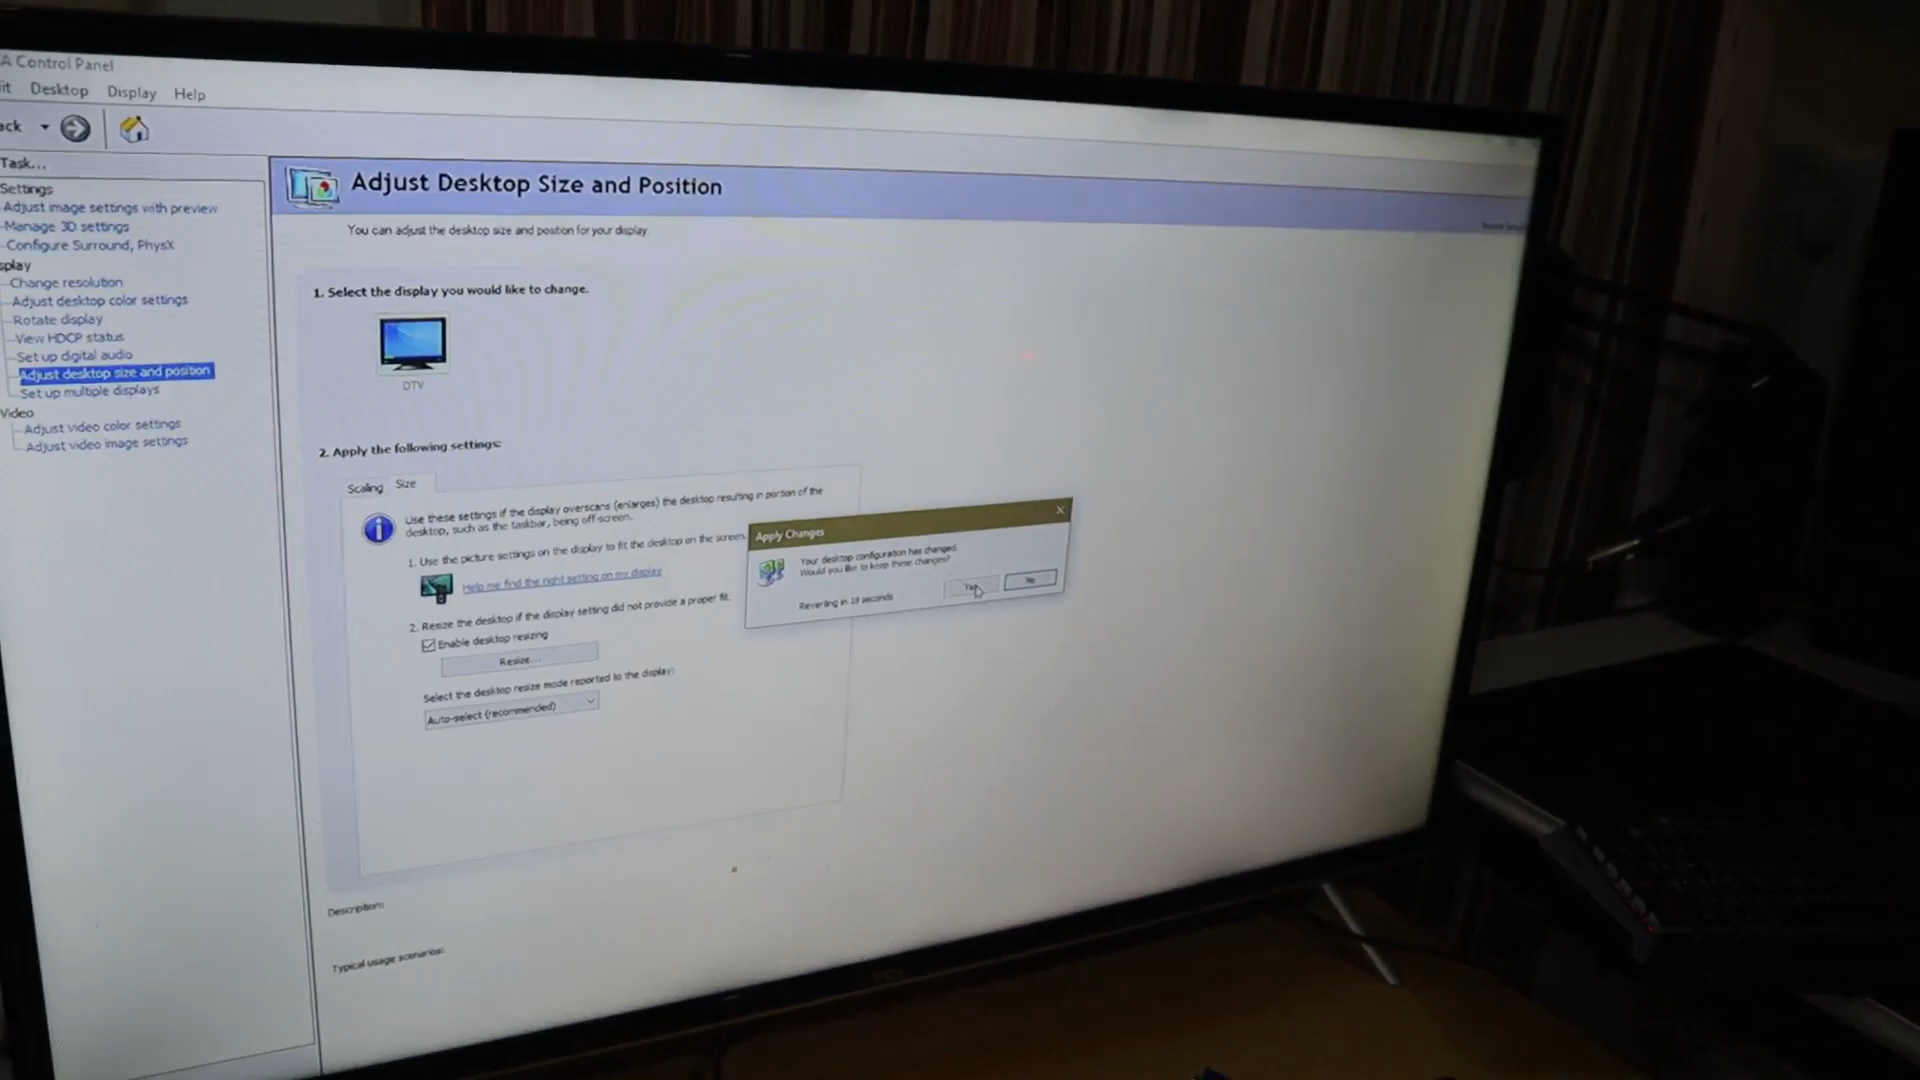 A Control Panel
it Desktop Display Help
ack
Task...
Settings
Adjust image settings with preview
Manage 3D settings
Configure Surround, PhysX
splay
Change resolution
Adjust desktop color settings
Rotate display
View HDCP status
Set up digital audio
Adjust desktop size and position
Set up multiple displays
Video
Adjust video color settings
Adjust video image settings
Adjust Desktop Size and Position
You can adjust the desktop size and position for your display.
1. Select the display you would like to change.
DTV
2. Apply the following settings:
Scaling Size
Use these settings if the display overscans (enlarges) the desktop resulting in portion of the
desktop, such as the taskbar, being off-screen.
1. Use the picture settings on the display to fit the desktop on the screen.
Help me find the right setting on my display
2. Resize the desktop if the display setting did not provide a proper fit.
Enable desktop resizing
Resize...
Select the desktop resize mode reported to the display:
Auto-select (recommended)
Apply Changes
Your desktop configuration has changed.
Would you like to keep these changes?
Yes No
Reverting in 18 seconds
Description:
Typical usage scenarios: